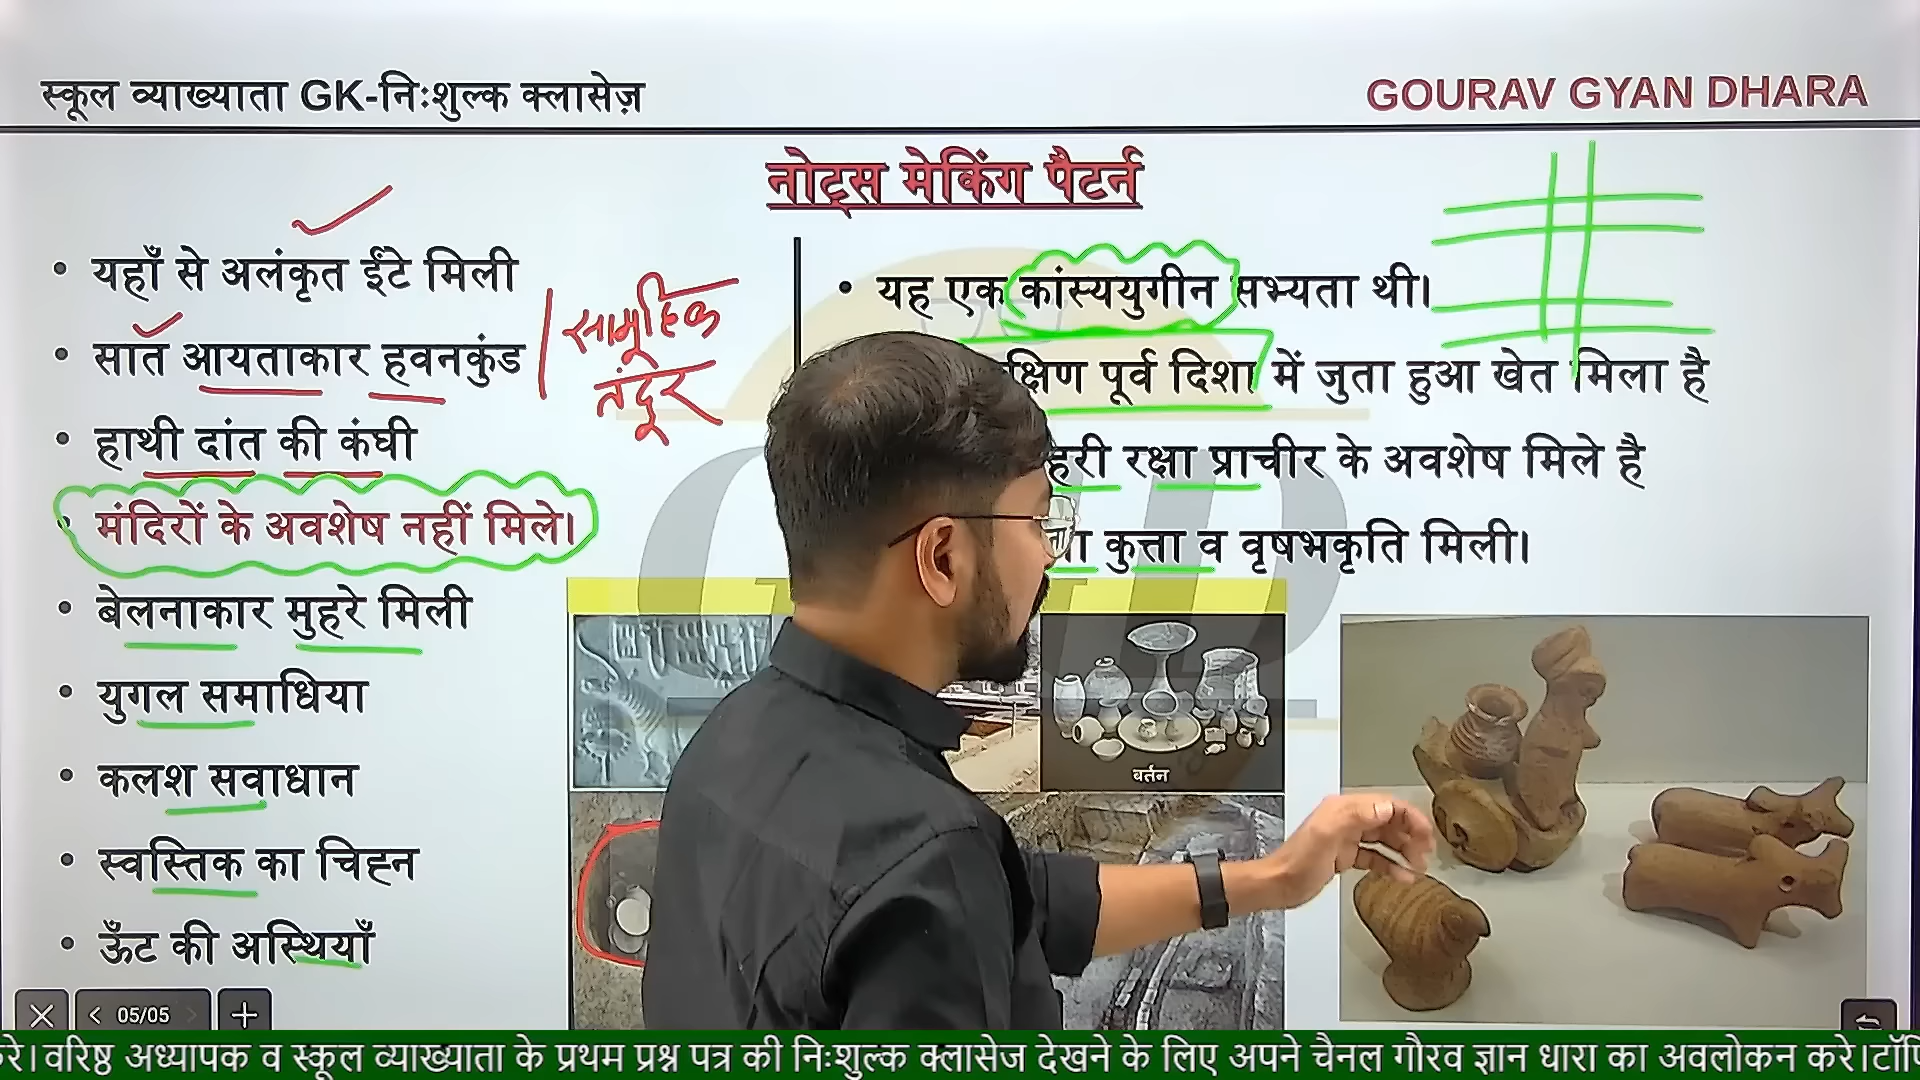 स्कूल व्याख्याता GK-निःशुल्क क्लासेज़
GOURAV GYAN DHARA
नोट्स मेकिंग पैटर्न
• यहाँ से अलंकृत ईंटे मिली
• सात आयताकार हवनकुंड
सामूहिक
तंदूर
• हाथी दांत की कंघी
• मंदिरों के अवशेष नहीं मिले।
• बेलनाकार मुहरे मिली
• युगल समाधिया
• कलश सवाधान
• स्वस्तिक का चिह्न
• ऊँट की अस्थियाँ
• यह एक कांस्ययुगीन सभ्यता थी।
पूर्व दिशा में जुता हुआ खेत मिला है
रक्षा प्राचीर के अवशेष मिले है
कुत्ता व वृषभकृति मिली।
बर्तन
05/05
रे।वरिष्ठ अध्यापक व स्कूल व्याख्याता के प्रथम प्रश्न पत्र की निःशुल्क क्लासेज देखने के लिए अपने चैनल गौरव ज्ञान धारा का अवलोकन करे।टॉपि